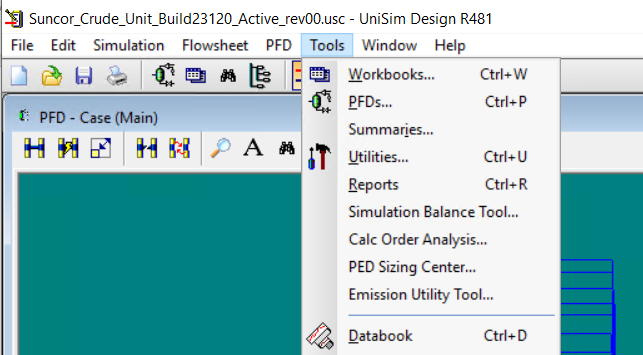 Suncor_Crude_Unit_Build23120_Active_rev00.usc - UniSim Design R481
File Edit Simulation Flowsheet PFD Tools Window Help
Workbooks... Ctrl+W
PFD - Case (Main)
PFDs... Ctrl+P
Summaries...
A
Utilities... Ctrl+U
Reports Ctrl+R
Simulation Balance Tool...
Calc Order Analysis...
PED Sizing Center...
Emission Utility Tool...
Databook Ctrl+D